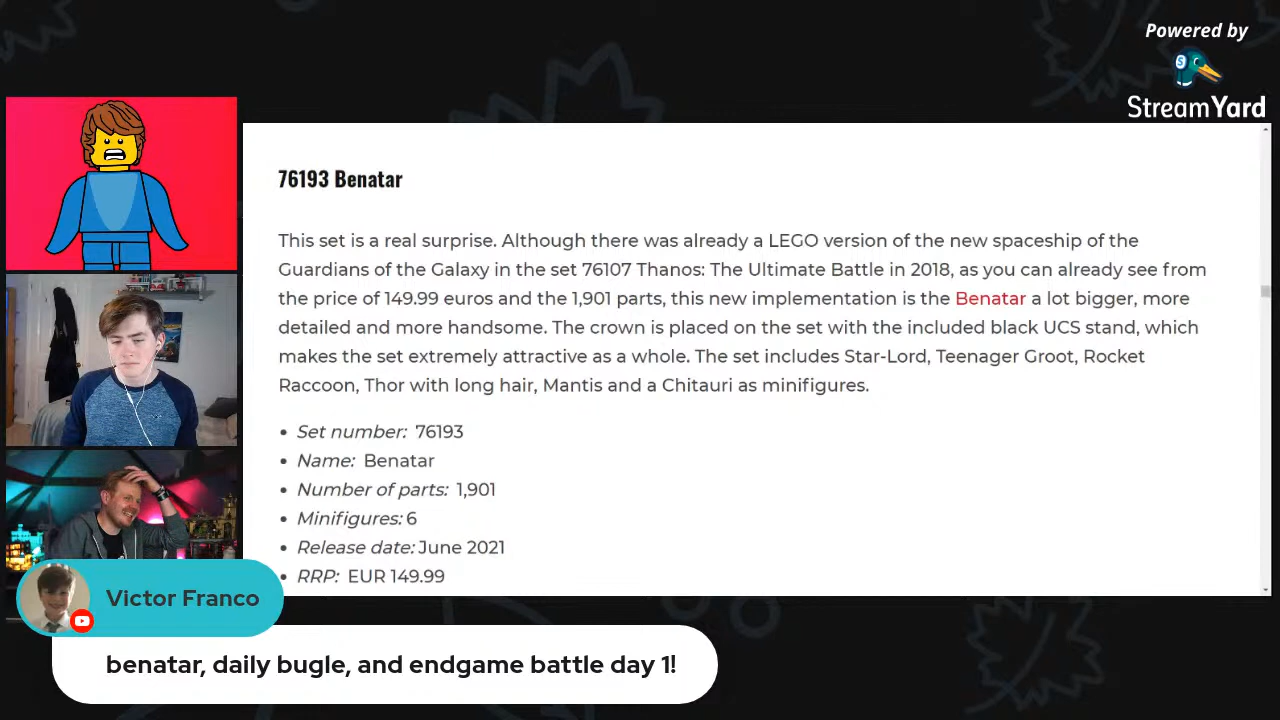 Powered by
StreamYard
76193 Benatar
This set is a real surprise. Although there was already a LEGO version of the new spaceship of the
Guardians of the Galaxy in the set 76107 Thanos: The Ultimate Battle in 2018, as you can already see from
the price of 149.99 euros and the 1,901 parts, this new implementation is the Benatar a lot bigger, more
detailed and more handsome. The crown is placed on the set with the included black UCS stand, which
makes the set extremely attractive as a whole. The set includes Star-Lord, Teenager Groot, Rocket
Raccoon, Thor with long hair, Mantis and a Chitauri as minifigures.
• Set number: 76193
• Name: Benatar
• Number of parts: 1,901
• Minifigures: 6
• Release date: June 2021
• RRP: EUR 149.99
Victor Franco
benatar, daily bugle, and endgame battle day 1!